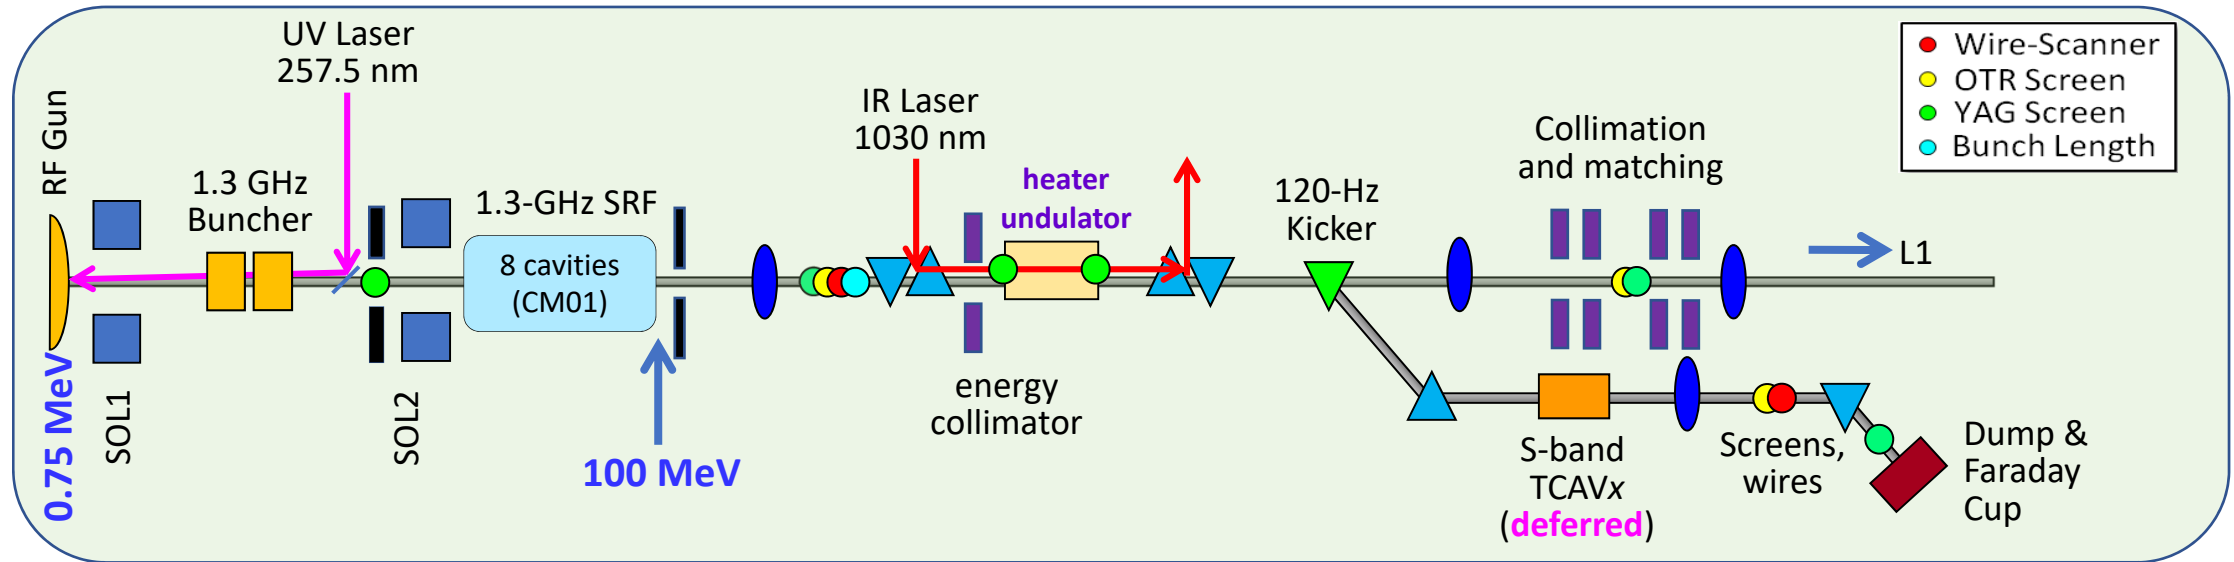 UV Laser
257.5 nm
RF Gun
0.75 MeV
SOL1
1.3 GHz
Buncher
SOL2
1.3-GHz SRF
8 cavities
(CM01)
100 MeV
IR Laser
1030 nm
heater
undulator
energy
collimator
120-Hz
Kicker
Collimation
and matching
L1
S-band
TCAVx
(deferred)
Screens,
wires
Dump &
Faraday
Cup
Wire-Scanner
OTR Screen
YAG Screen
Bunch Length